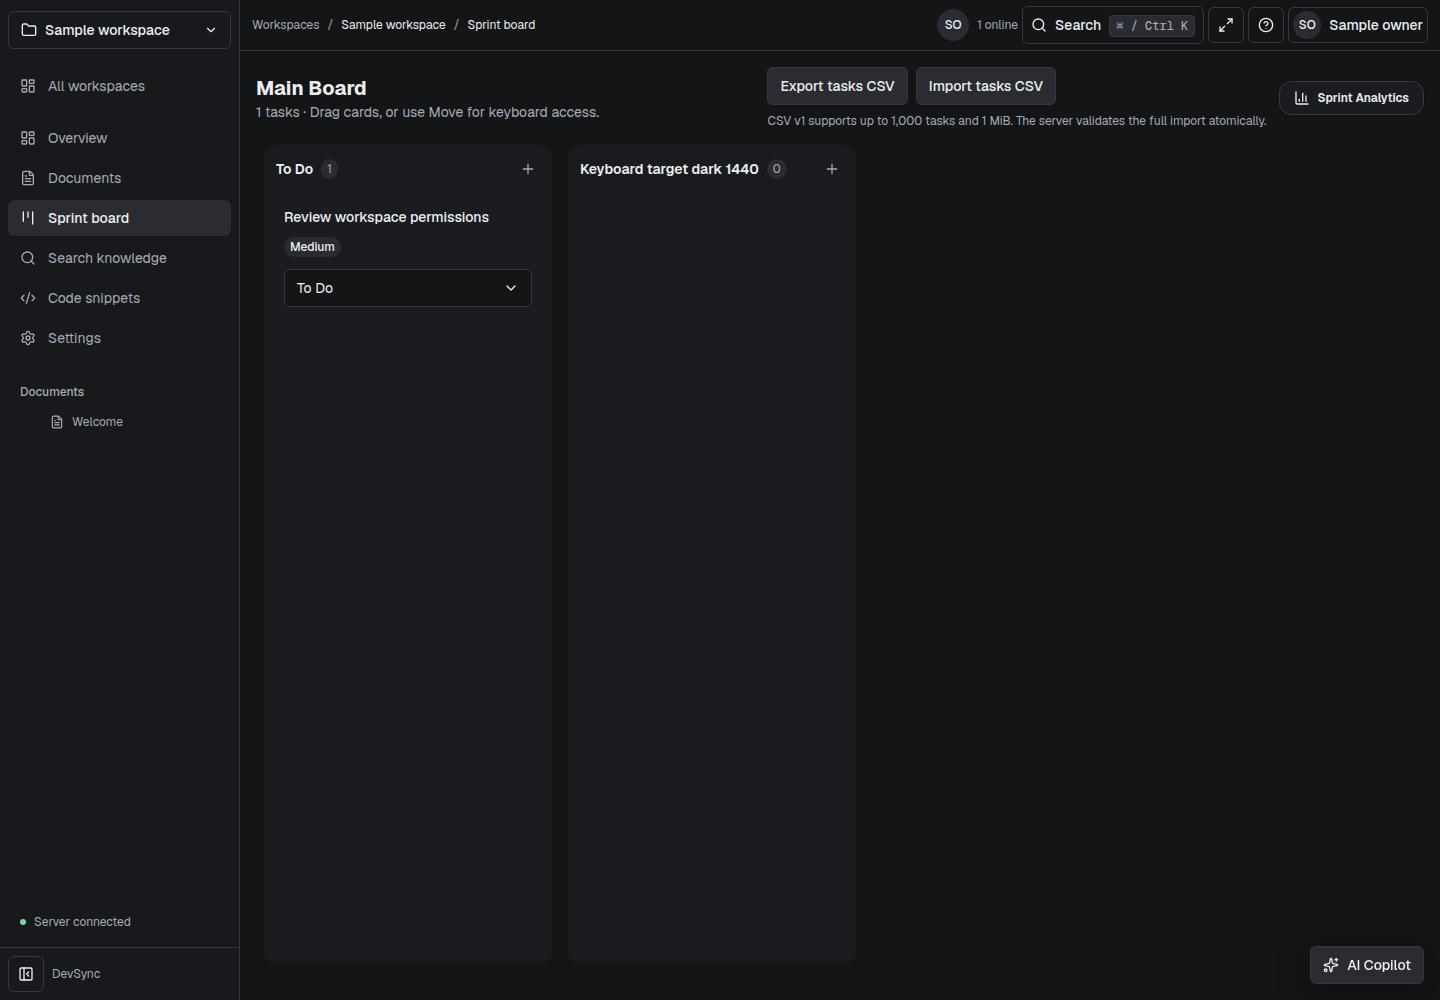 Sample workspace
All workspaces
Overview
Documents
Sprint board
Search knowledge
Code snippets
Settings
Documents
Welcome
Server connected
DevSync
Workspaces / Sample workspace / Sprint board
SO 1 online
Search ⌘ / Ctrl K
SO Sample owner
Main Board
1 tasks · Drag cards, or use Move for keyboard access.
Export tasks CSV
Import tasks CSV
CSV v1 supports up to 1,000 tasks and 1 MiB. The server validates the full import atomically.
Sprint Analytics
To Do 1
Review workspace permissions
Medium
To Do
Keyboard target dark 1440 0
AI Copilot